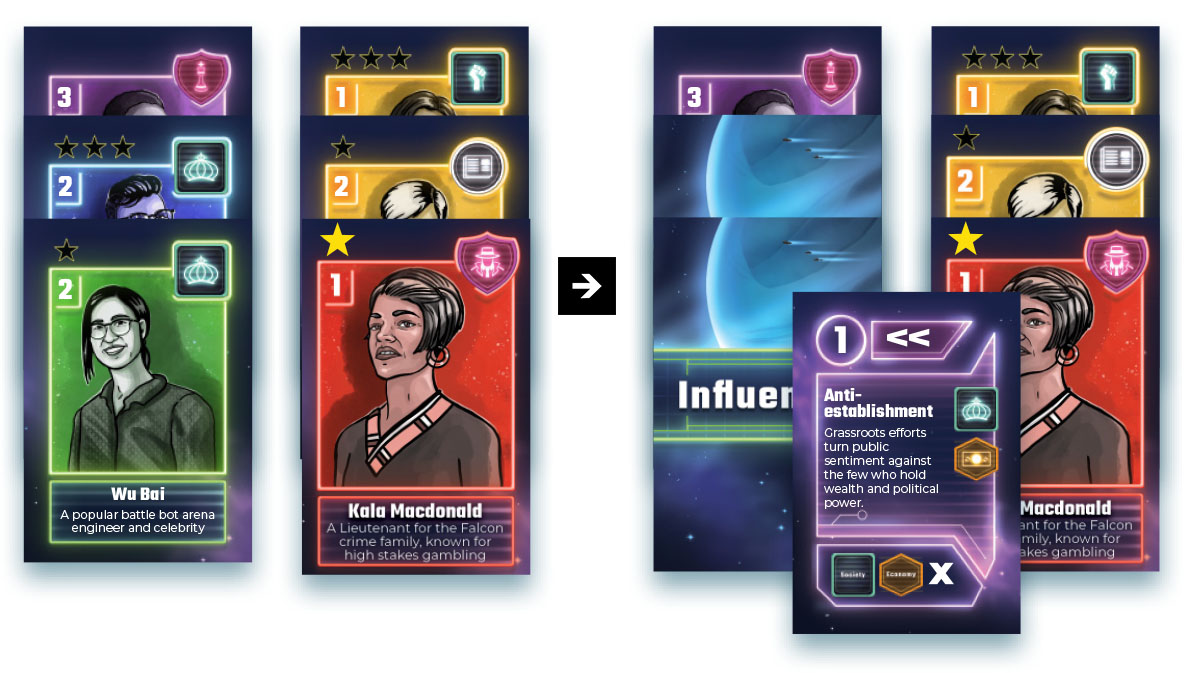 3
2
2
Wu Bai
A popular battle bot arena
engineer and celebrity
1
2
1
Kala Macdonald
A Lieutenant for the Falcon
crime family, known for
high stakes gambling
3
Influen
1
2
1
Macdonald
ant for the Falcon
mily, known for
akes gambling
1 <<
Anti-
establishment
Grassroots efforts
turn public
sentiment against
the few who hold
wealth and political
power.
Society Economy X